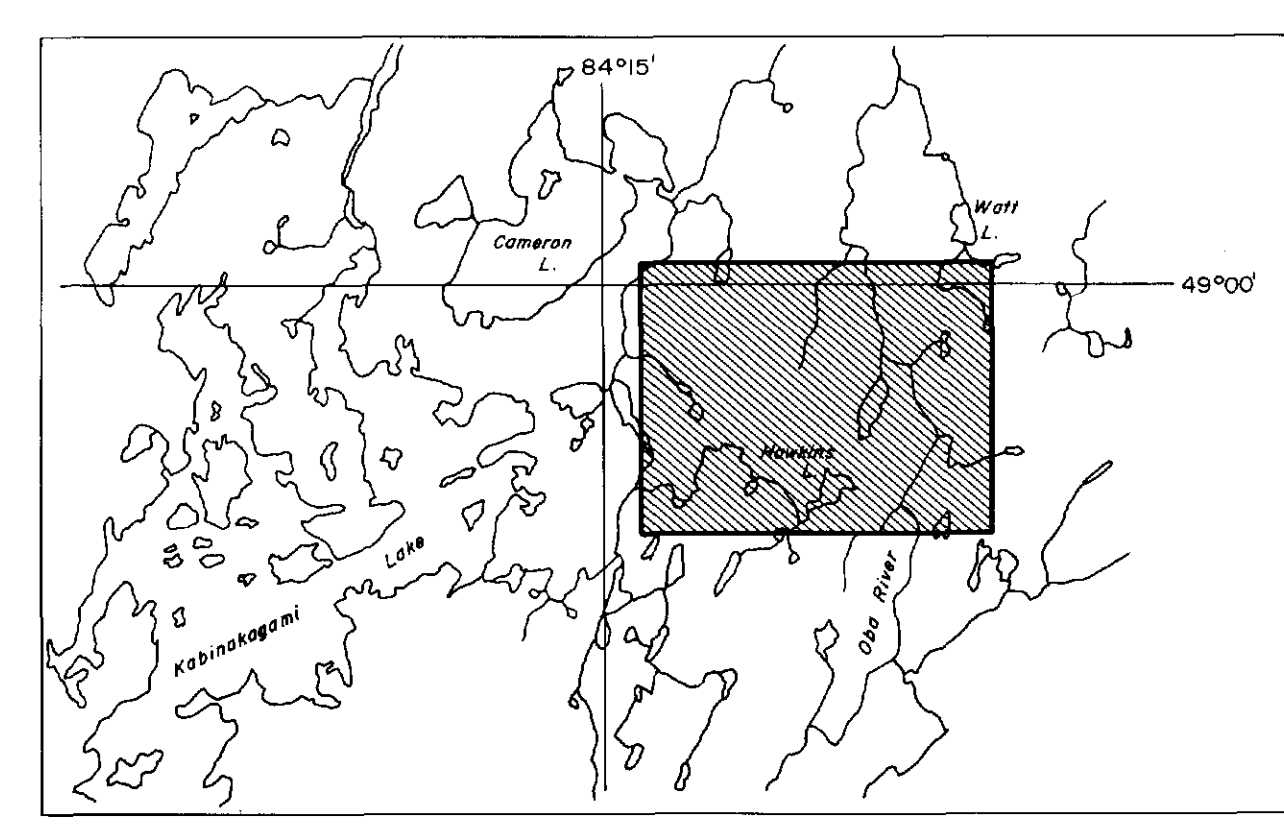 84°15'
Watt
L.
Cameron
L.
49°00'
Hawkins
L.
Lake
Kabinakagami
Oba River